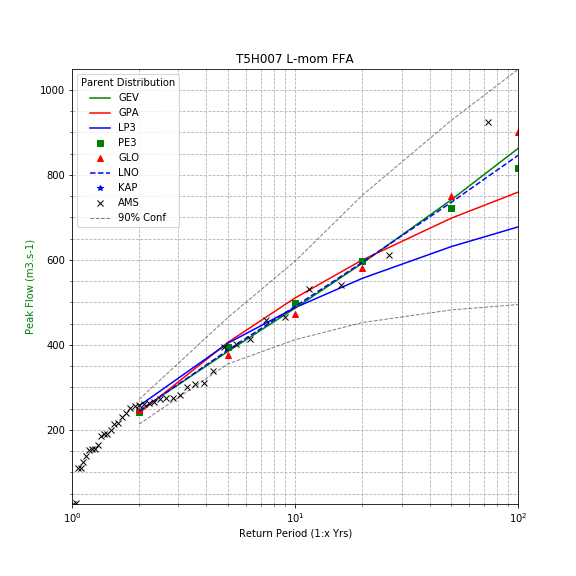 T5H007 L-mom FFA
Parent Distribution
GEV
GPA
LP3
PE3
GLO
LNO
KAP
AMS
90% Conf
1000
800
600
400
200
Peak Flow (m3.s-1)
10⁰
10¹
10²
Return Period (1:x Yrs)